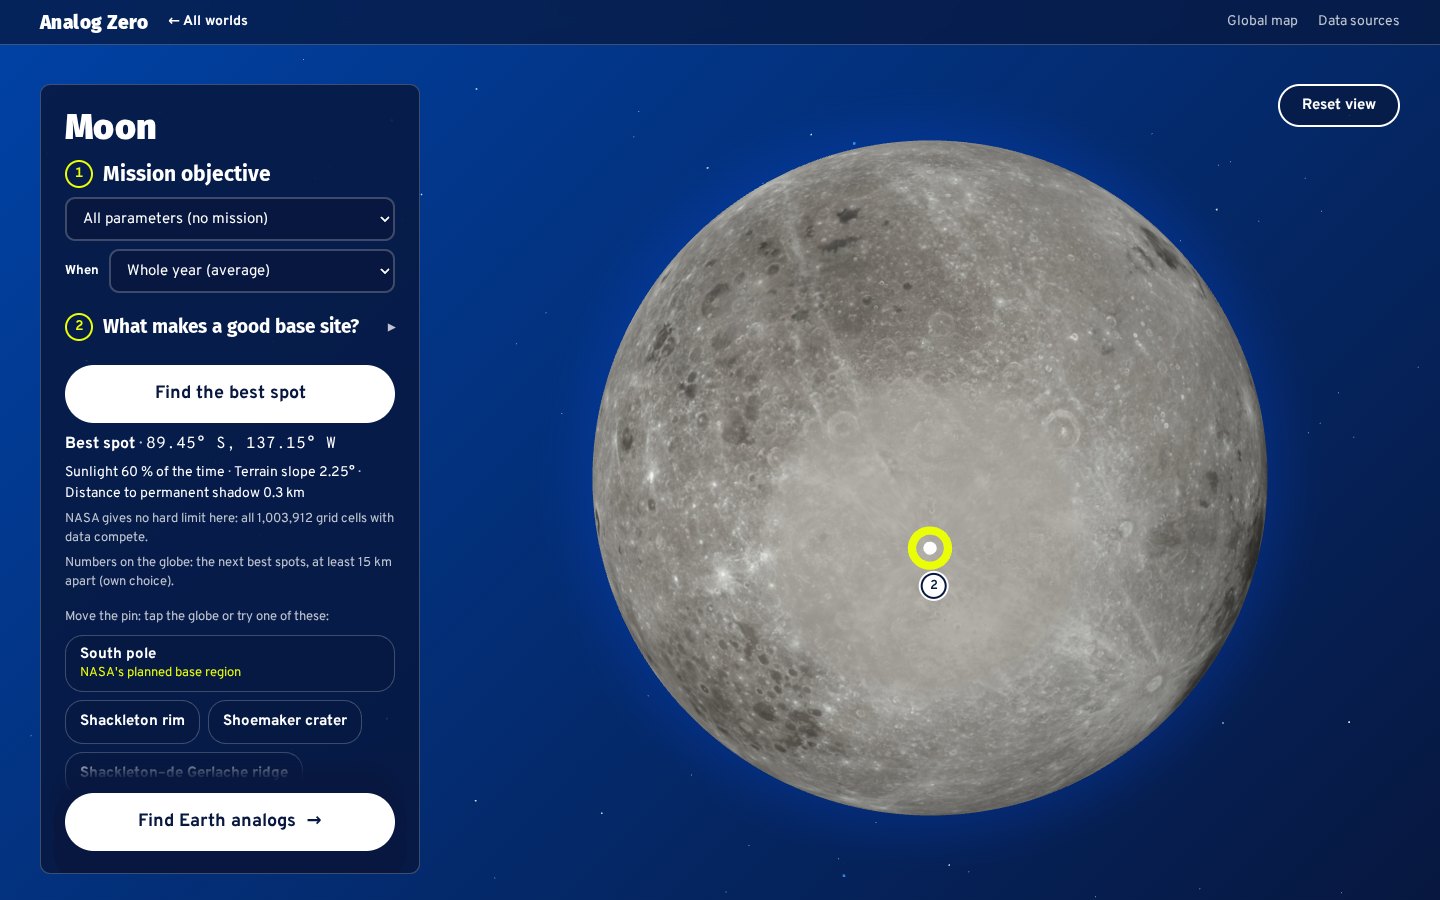 Analog Zero
← All worlds
Global map
Data sources
Moon
1 Mission objective
All parameters (no mission)
When
Whole year (average)
2 What makes a good base site? ▸
Find the best spot
Best spot · 89.45° S, 137.15° W
Sunlight 60 % of the time · Terrain slope 2.25° ·
Distance to permanent shadow 0.3 km
NASA gives no hard limit here: all 1,003,912 grid cells with
data compete.
Numbers on the globe: the next best spots, at least 15 km
apart (own choice).
Move the pin: tap the globe or try one of these:
South pole
NASA's planned base region
Shackleton rim
Shoemaker crater
Shackleton–de Gerlache ridge
Find Earth analogs →
Reset view
2